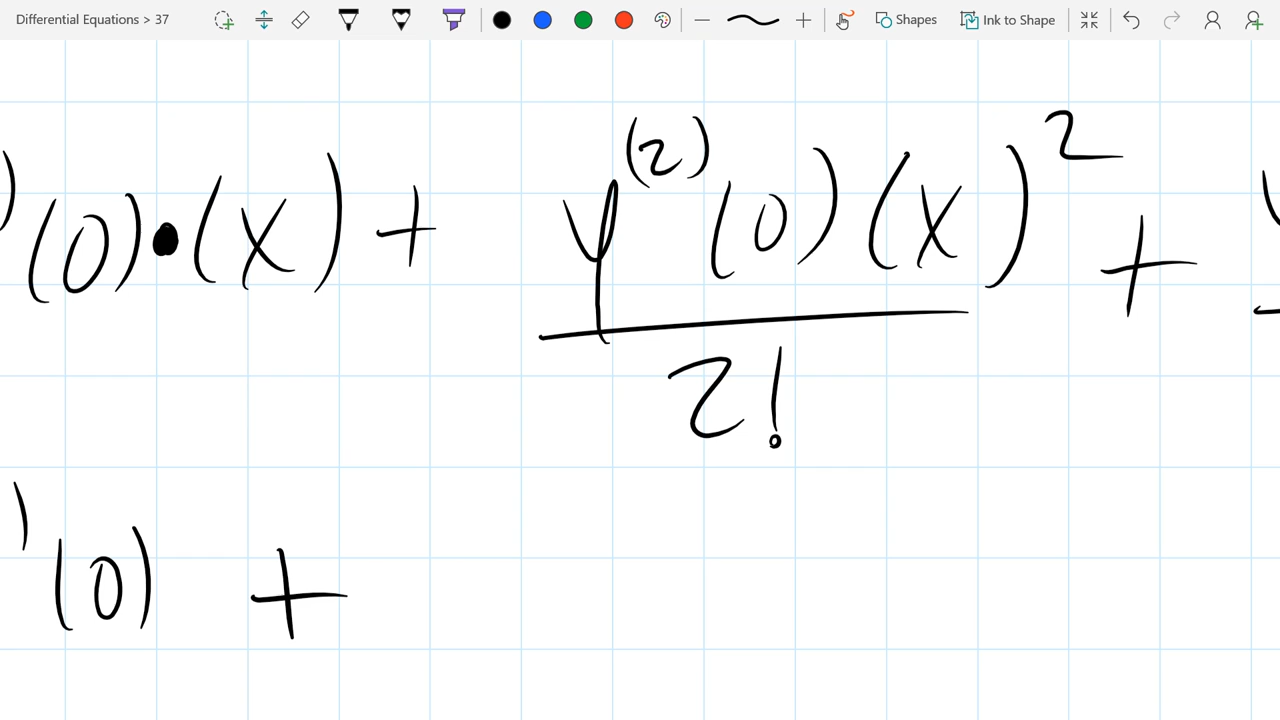 Differential Equations > 37 Shapes Ink to Shape
)(0)•(x) + y^(2)(0)(x)^2 / 2! +
)(0) +